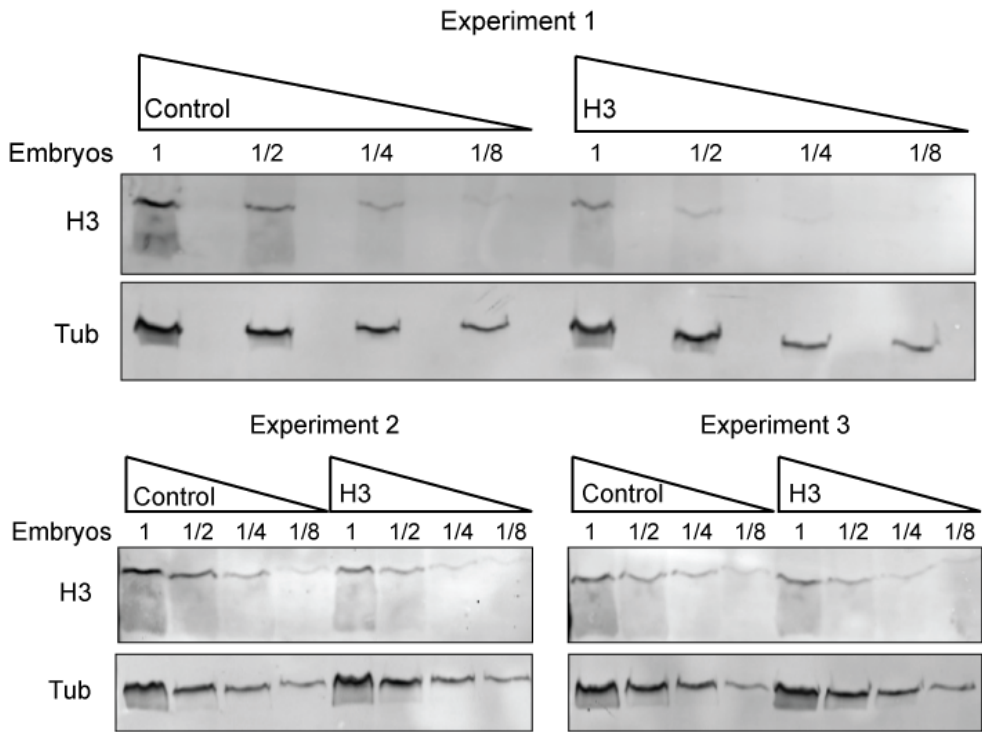 Experiment 1
Control H3
Embryos 1 1/2 1/4 1/8 1 1/2 1/4 1/8
H3
Tub
Experiment 2 Experiment 3
Control H3 Control H3
Embryos 1 1/2 1/4 1/8 1 1/2 1/4 1/8 1 1/2 1/4 1/8 1 1/2 1/4 1/8
H3
Tub